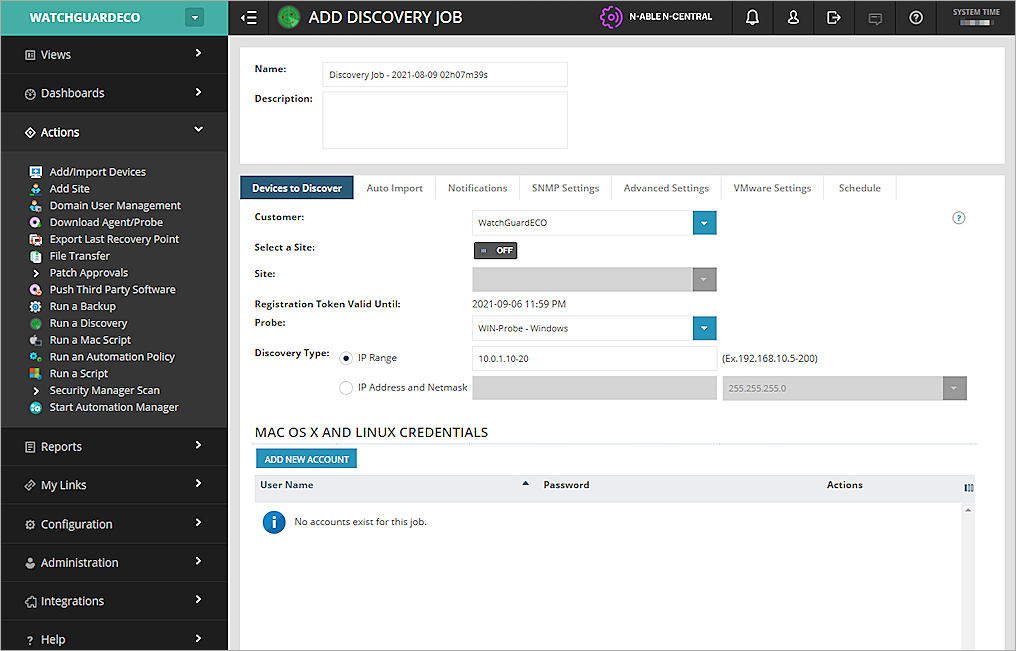 WATCHGUARDECO
ADD DISCOVERY JOB
N-ABLE N-CENTRAL
SYSTEM TIME
Views
Dashboards
Actions
Add/Import Devices
Add Site
Domain User Management
Download Agent/Probe
Export Last Recovery Point
File Transfer
Patch Approvals
Push Third Party Software
Run a Backup
Run a Discovery
Run a Mac Script
Run an Automation Policy
Run a Script
Security Manager Scan
Start Automation Manager
Reports
My Links
Configuration
Administration
Integrations
Help
Name: Discovery Job - 2021-08-09 02h07m39s
Description:
Devices to Discover Auto Import Notifications SNMP Settings Advanced Settings VMware Settings Schedule
Customer: WatchGuardECO
Select a Site: OFF
Site:
Registration Token Valid Until: 2021-09-06 11:59 PM
Probe: WIN-Probe - Windows
Discovery Type: IP Range 10.0.1.10-20 (Ex.192.168.10.5-200)
IP Address and Netmask 255.255.255.0
MAC OS X AND LINUX CREDENTIALS
ADD NEW ACCOUNT
User Name Password Actions
No accounts exist for this job.